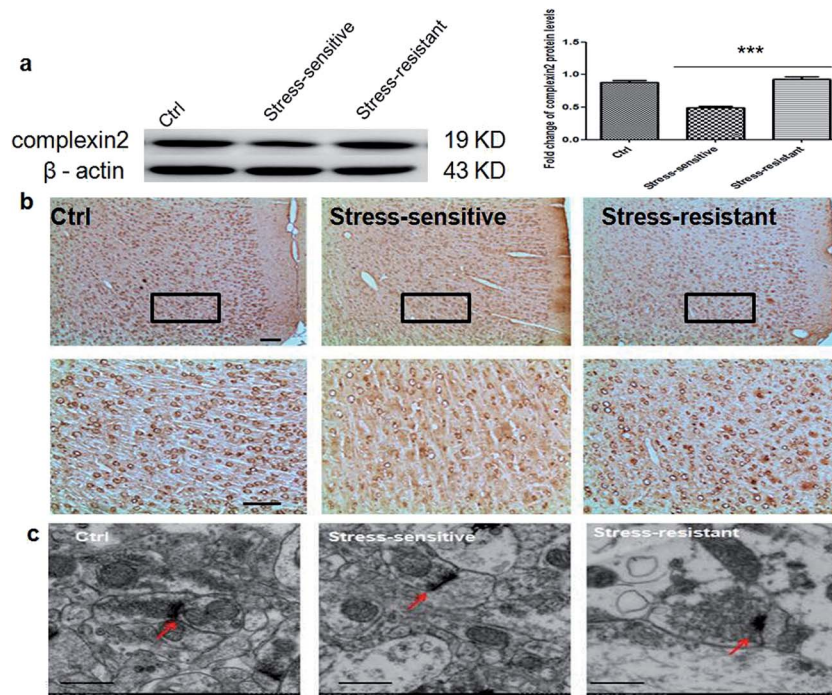 a
Ctrl
Stress-sensitive
Stress-resistant
complexin2
19 KD
β - actin
43 KD
Fold change of complexin2 protein levels
1.5
1.0
0.5
0.0
***
Ctrl
Stress-sensitive
Stress-resistant
b
Ctrl
Stress-sensitive
Stress-resistant
c
Ctrl
Stress-sensitive
Stress-resistant